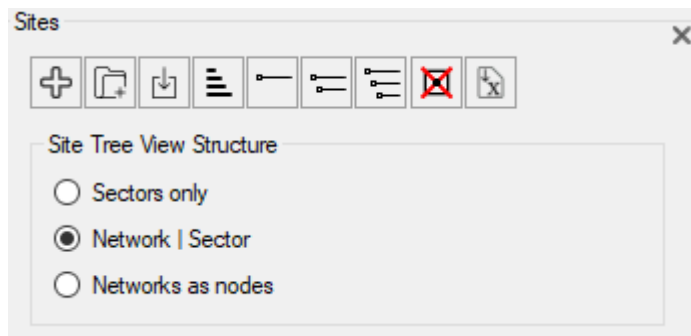 Sites
Site Tree View Structure
Sectors only
Network | Sector
Networks as nodes